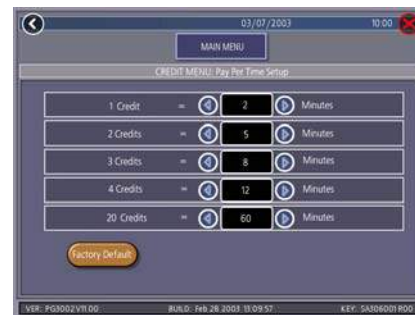 03/07/2003 10:00
MAIN MENU
CREDIT MENU: Pay Per Time Setup
1 Credit = 2 Minutes
2 Credits = 5 Minutes
3 Credits = 8 Minutes
4 Credits = 12 Minutes
20 Credits = 60 Minutes
Factory Default
VER: PG3002V11.00 BUILD: Feb 28 2003 13:09:57 KEY: SA306001R00